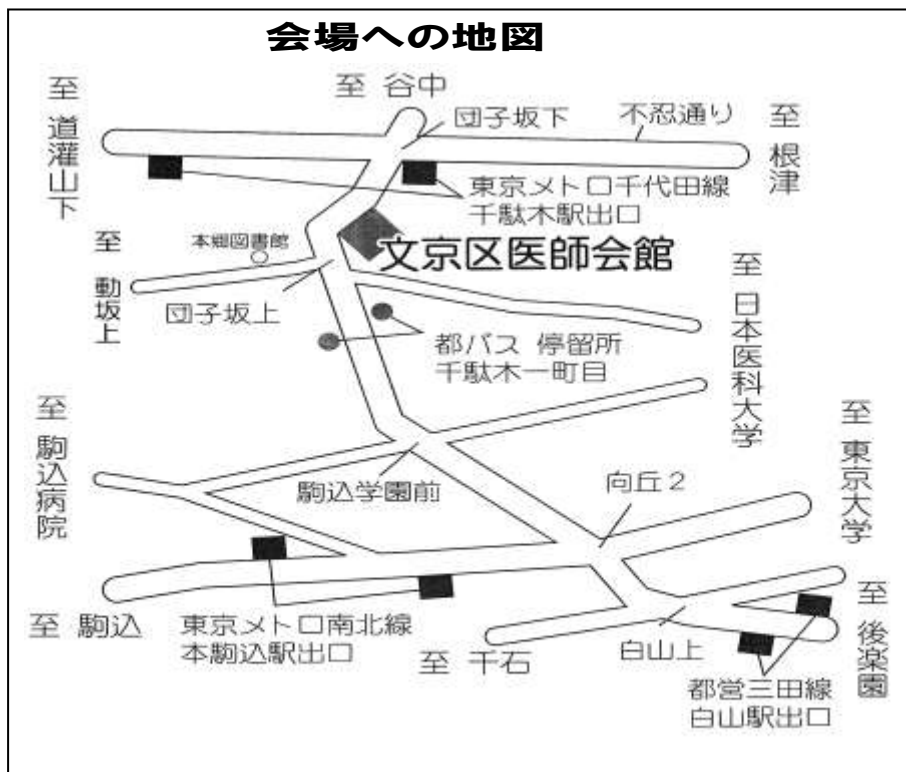 会場への地図
至 谷中
至 道灌山下
団子坂下
不忍通り
至 根津
東京メトロ千代田線
千駄木駅出口
本郷図書館
文京区医師会館
至 動坂上
団子坂上
至 日本医科大学
都バス 停留所
千駄木一町目
至 駒込病院
駒込学園前
向丘2
至 東京大学
至 駒込
東京メトロ南北線
本駒込駅出口
至 千石
白山上
至 後楽園
都営三田線
白山駅出口